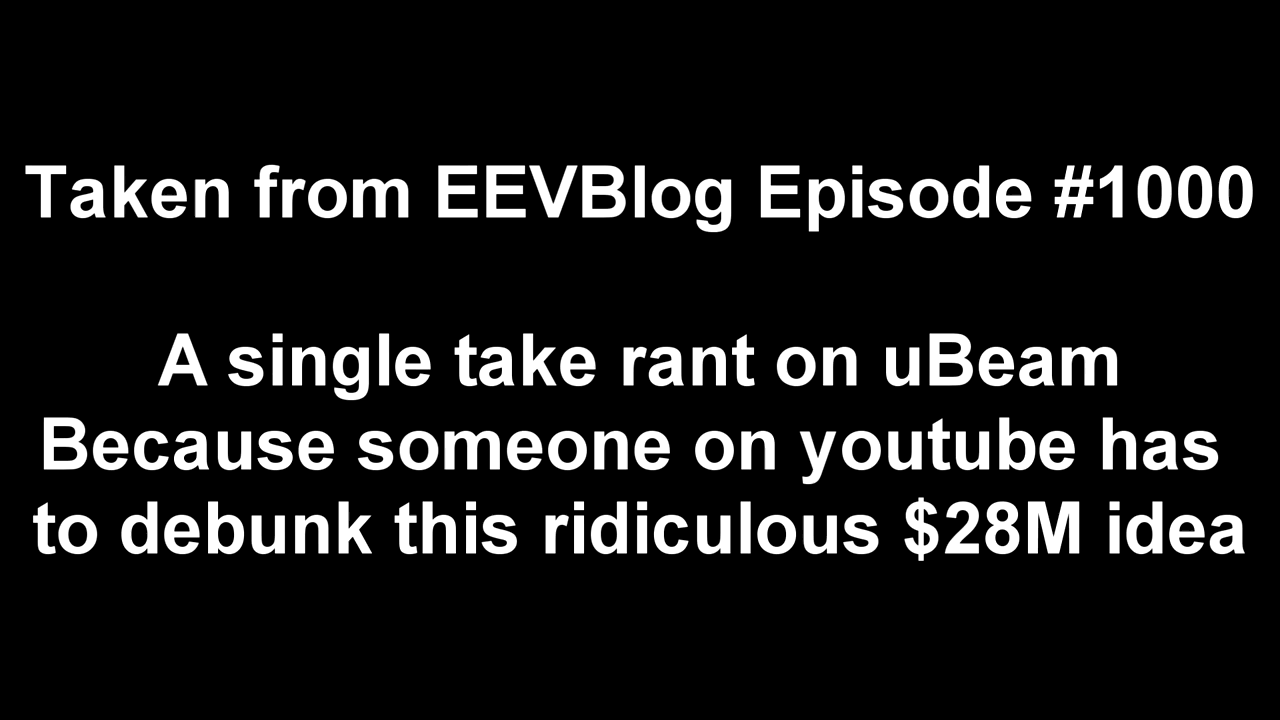 Taken from EEVBlog Episode #1000
A single take rant on uBeam
Because someone on youtube has
to debunk this ridiculous $28M idea